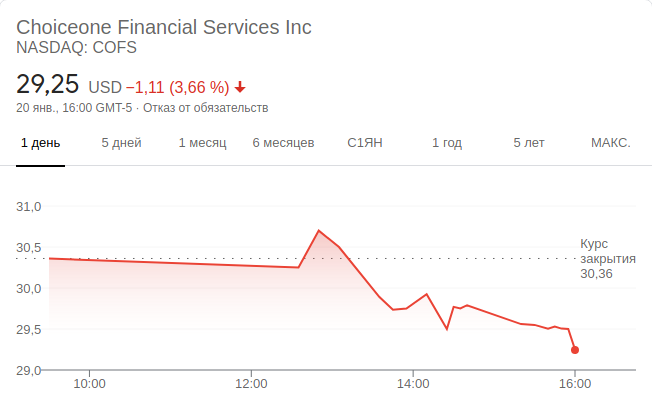 Choiceone Financial Services Inc
NASDAQ: COFS
29,25 USD −1,11 (3,66 %)
20 янв., 16:00 GMT-5 · Отказ от обязательств
1 день 5 дней 1 месяц 6 месяцев С1ЯН 1 год 5 лет МАКС.
31,0
30,5
30,0
29,5
29,0
Курс
закрытия
30,36
10:00 12:00 14:00 16:00